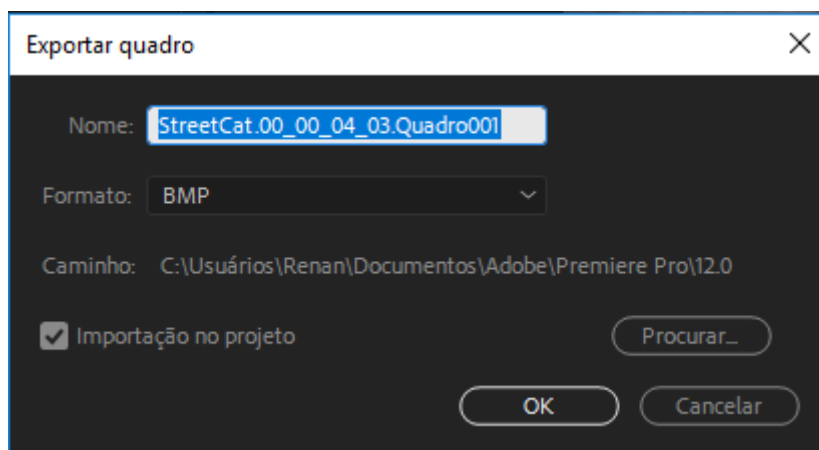 Exportar quadro
Nome: StreetCat.00_00_04_03.Quadro001
Formato: BMP
Caminho: C:\Usuários\Renan\Documentos\Adobe\Premiere Pro\12.0
Importação no projeto Procurar...
OK Cancelar